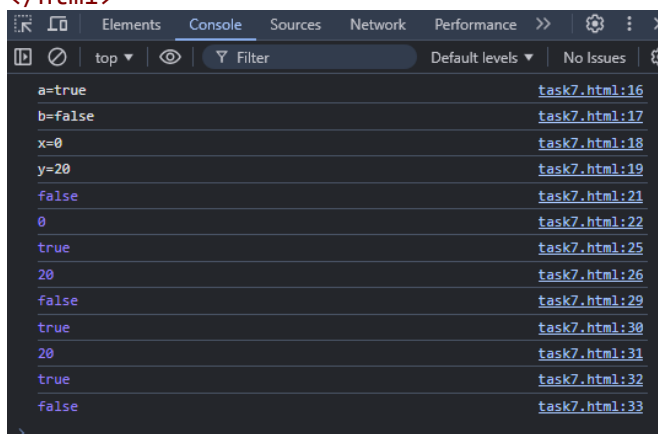 </html>
Elements Console Sources Network Performance
top ▼ Filter Default levels ▼ No Issues
a=true task7.html:16
b=false task7.html:17
x=0 task7.html:18
y=20 task7.html:19
false task7.html:21
0 task7.html:22
true task7.html:25
20 task7.html:26
false task7.html:29
true task7.html:30
20 task7.html:31
true task7.html:32
false task7.html:33